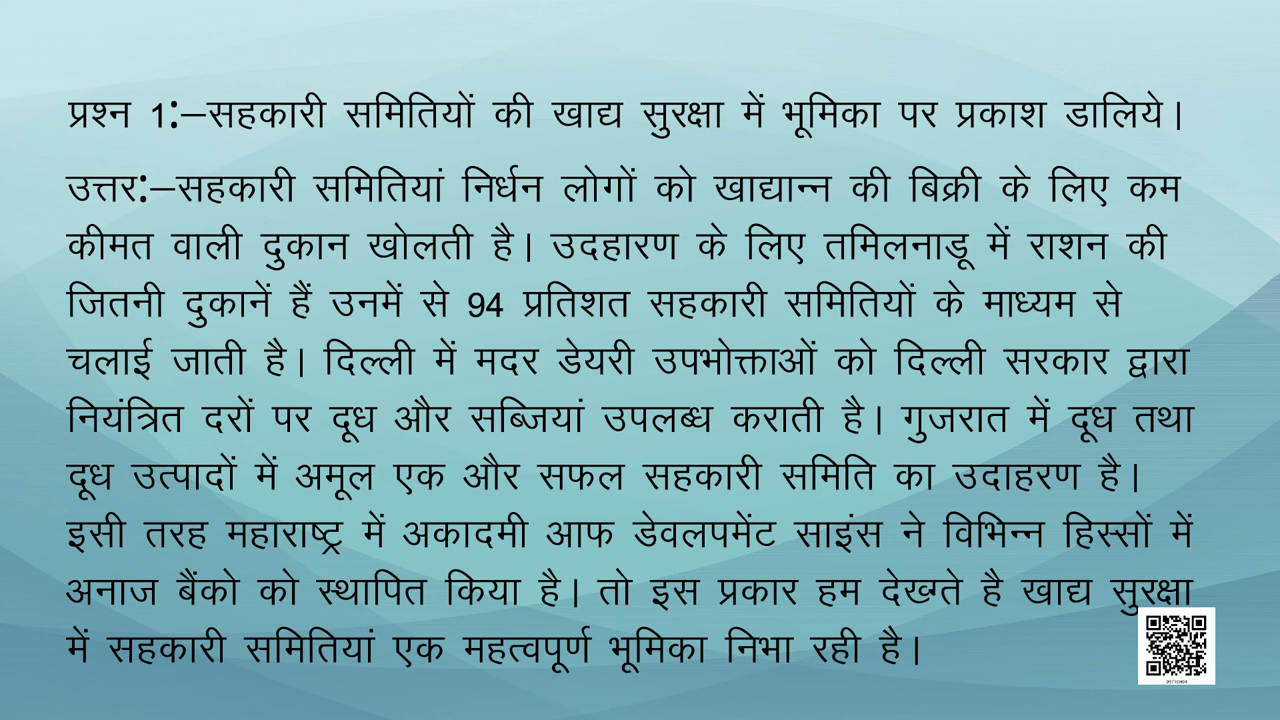 प्रश्न 1:–सहकारी समितियों की खाद्य सुरक्षा में भूमिका पर प्रकाश डालिये।
उत्तर:–सहकारी समितियां निर्धन लोगों को खाद्यान्न की बिक्री के लिए कम
कीमत वाली दुकान खोलती है। उदहारण के लिए तमिलनाडू में राशन की
जितनी दुकानें हैं उनमें से 94 प्रतिशत सहकारी समितियों के माध्यम से
चलाई जाती है। दिल्ली में मदर डेयरी उपभोक्ताओं को दिल्ली सरकार द्वारा
नियंत्रित दरों पर दूध और सब्जियां उपलब्ध कराती है। गुजरात में दूध तथा
दूध उत्पादों में अमूल एक और सफल सहकारी समिति का उदाहरण है।
इसी तरह महाराष्ट्र में अकादमी आफ डेवलपमेंट साइंस ने विभिन्न हिस्सों में
अनाज बैंको को स्थापित किया है। तो इस प्रकार हम देख्ते है खाद्य सुरक्षा
में सहकारी समितियां एक महत्वपूर्ण भूमिका निभा रही है।